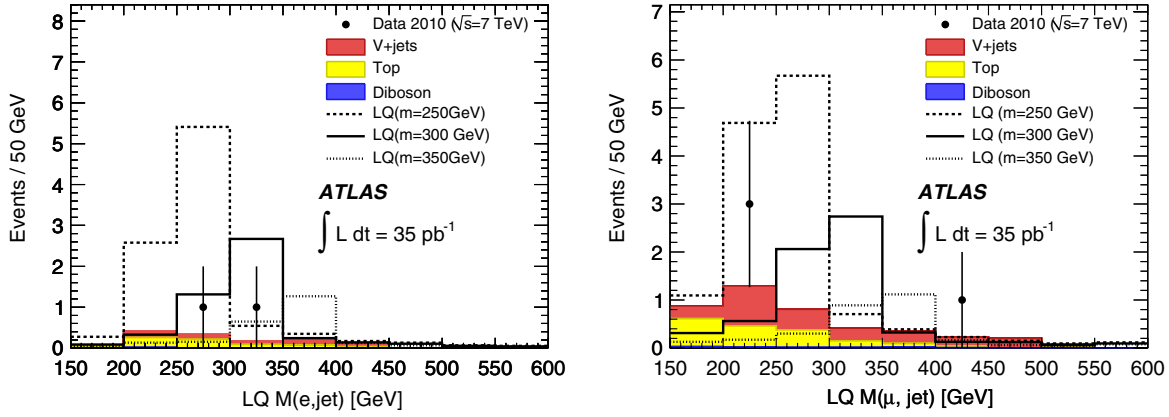 Events / 50 GeV
8
7
6
5
4
3
2
1
0
Data 2010 (√s=7 TeV)
V+jets
Top
Diboson
LQ(m=250GeV)
LQ(m=300 GeV)
LQ(m=350GeV)
ATLAS
∫ L dt = 35 pb⁻¹
150 200 250 300 350 400 450 500 550 600
LQ M(e,jet) [GeV]
Events / 50 GeV
7
6
5
4
3
2
1
0
Data 2010 (√s=7 TeV)
V+jets
Top
Diboson
LQ (m=250 GeV)
LQ (m=300 GeV)
LQ (m=350 GeV)
ATLAS
∫ L dt = 35 pb⁻¹
150 200 250 300 350 400 450 500 550 600
LQ M(μ, jet) [GeV]